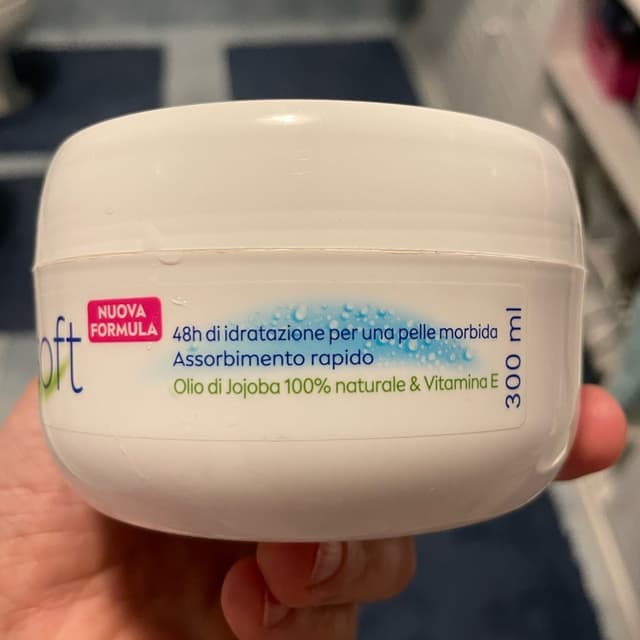 oft
NUOVA
FORMULA
48h di idratazione per una pelle morbida
Assorbimento rapido
Olio di Jojoba 100% naturale & Vitamina E
300 ml